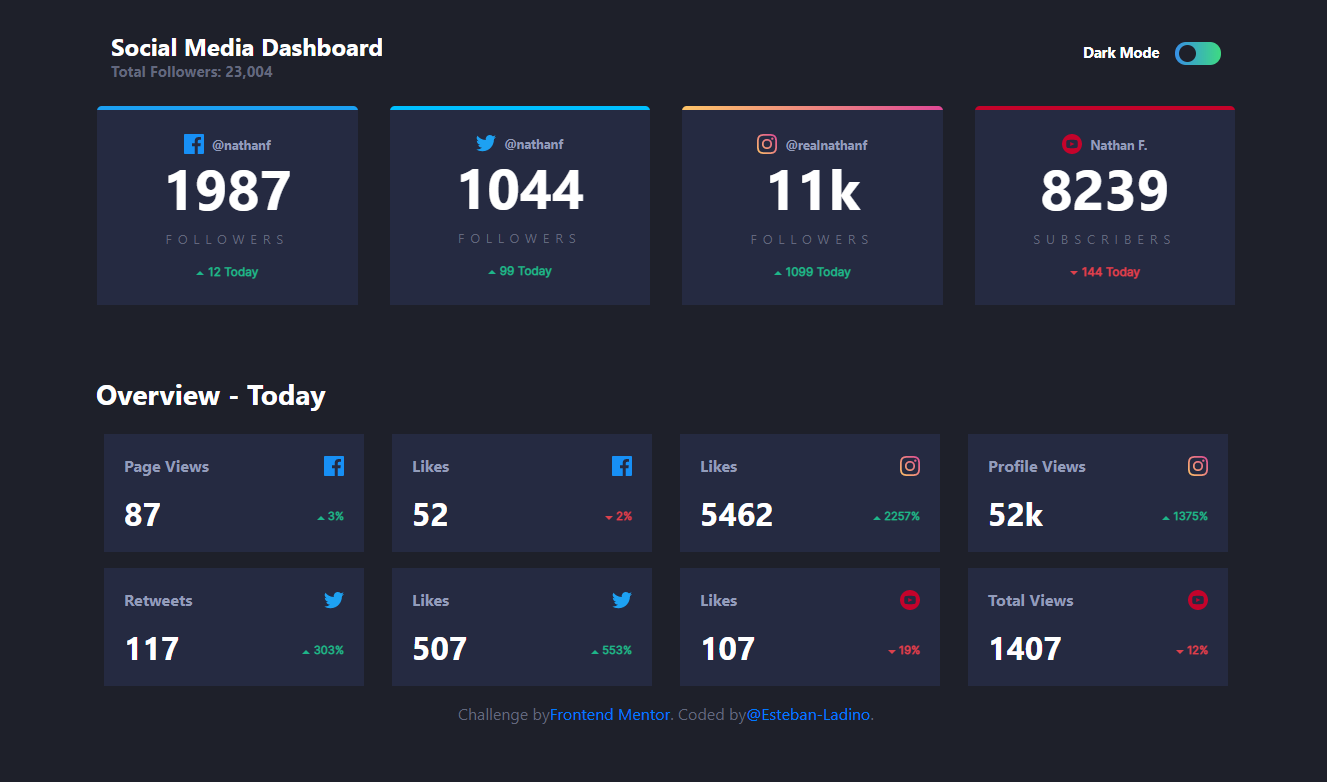 Social Media Dashboard
Total Followers: 23,004
Dark Mode
@nathanf
1987
FOLLOWERS
12 Today
@nathanf
1044
FOLLOWERS
99 Today
@realnathanf
11k
FOLLOWERS
1099 Today
Nathan F.
8239
SUBSCRIBERS
144 Today
Overview - Today
Page Views
87
3%
Likes
52
2%
Likes
5462
2257%
Profile Views
52k
1375%
Retweets
117
303%
Likes
507
553%
Likes
107
19%
Total Views
1407
12%
Challenge byFrontend Mentor. Coded by@Esteban-Ladino.